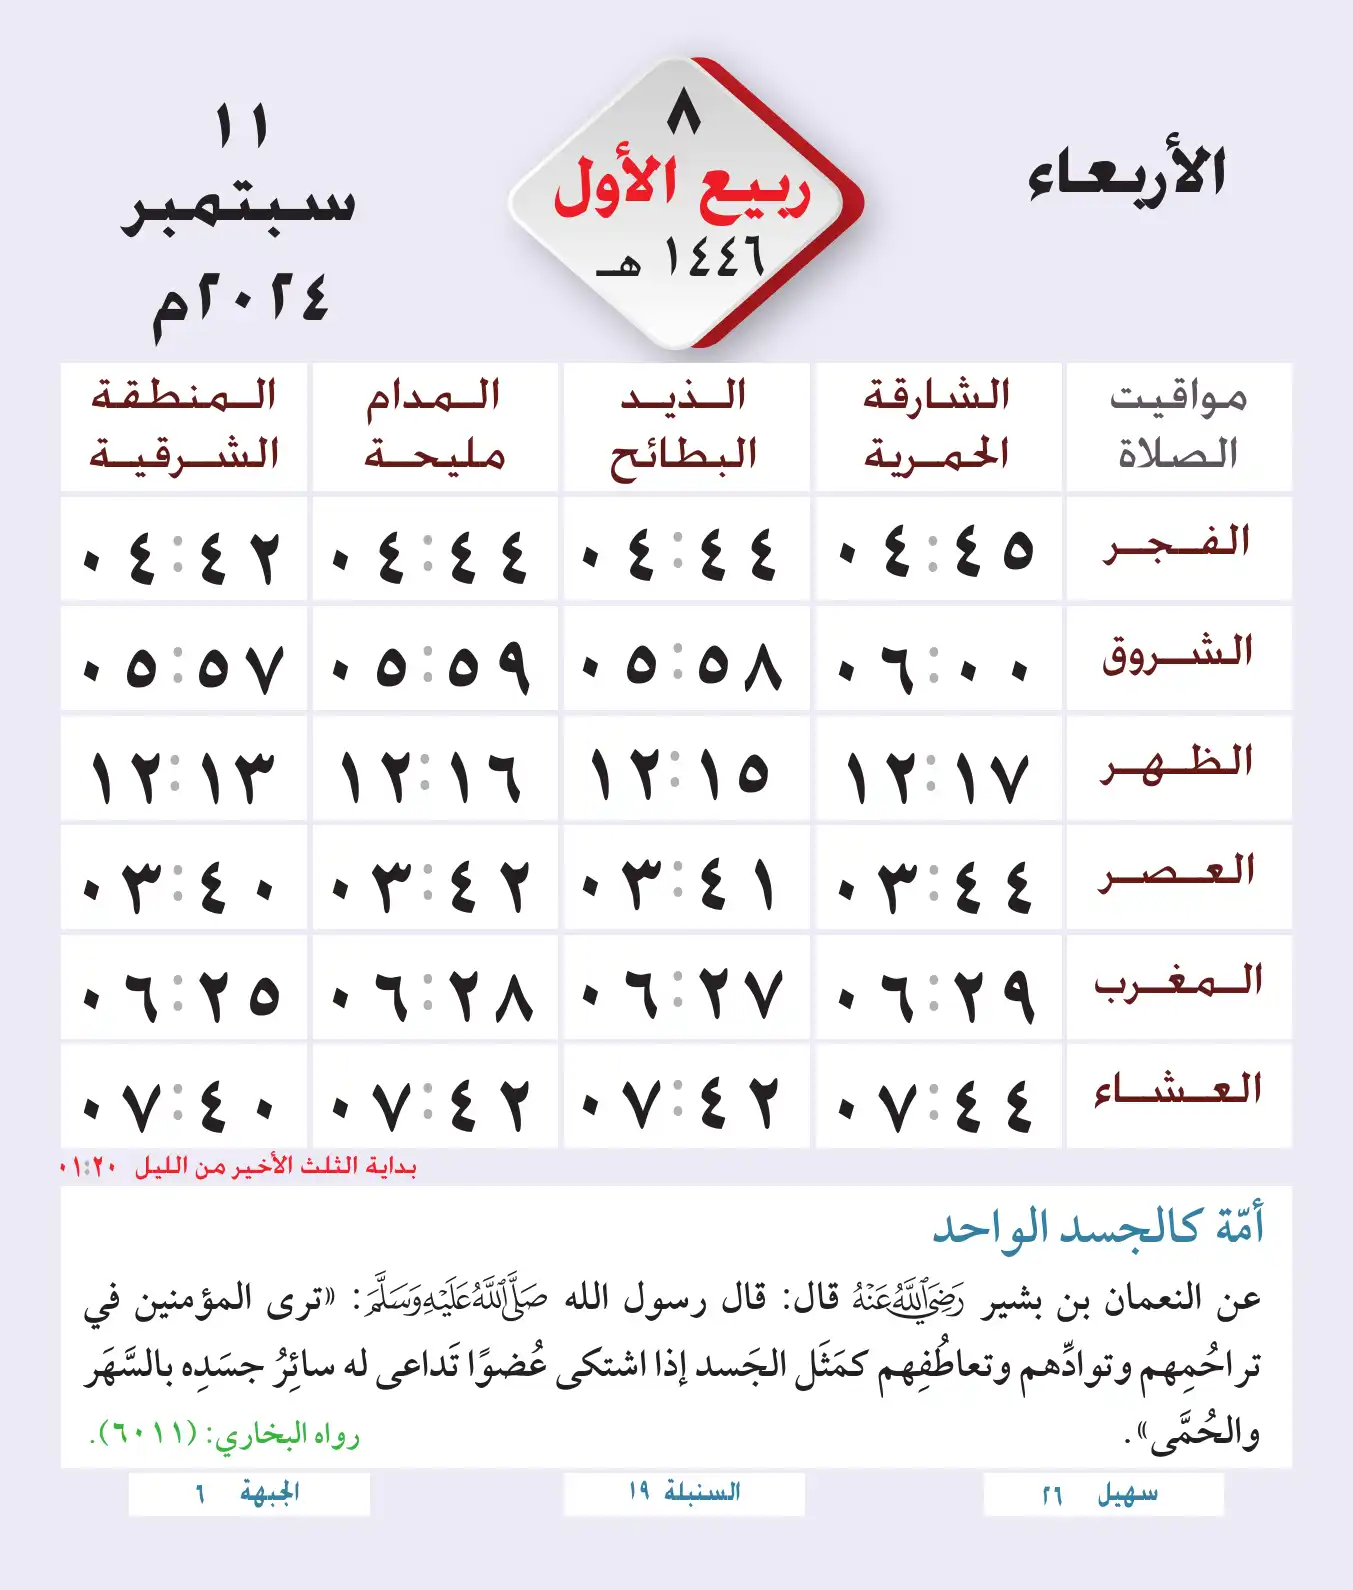 الأربعاء
٨
ربيع الأول
١٤٤٦ هـ
١١
سبتمبر
٢٠٢٤م
مواقيت الصلاة	الشارقة الحمرية	الذيد البطائح	المدام مليحة	المنطقة الشرقية
الفجر	٠٤:٤٥	٠٤:٤٤	٠٤:٤٤	٠٤:٤٢
الشروق	٠٦:٠٠	٠٥:٥٨	٠٥:٥٩	٠٥:٥٧
الظهر	١٢:١٧	١٢:١٥	١٢:١٦	١٢:١٣
العصر	٠٣:٤٤	٠٣:٤١	٠٣:٤٢	٠٣:٤٠
المغرب	٠٦:٢٩	٠٦:٢٧	٠٦:٢٨	٠٦:٢٥
العشاء	٠٧:٤٤	٠٧:٤٢	٠٧:٤٢	٠٧:٤٠
بداية الثلث الأخير من الليل ٠١:٢٠
أمّة كالجسد الواحد
عن النعمان بن بشير رَضِيَ اللَّهُ عَنْهُ قال: قال رسول الله صَلَّى اللَّهُ عَلَيْهِ وَسَلَّمَ: «ترى المؤمنين في
تراحُمِهم وتوادِّهم وتعاطُفِهم كمَثَل الجَسد إذا اشتكى عُضوًا تَداعى له سائِرُ جسَدِه بالسَّهَر
والحُمَّى».
رواه البخاري: (٦٠١١).
سهيل ٢٦
السنبلة ١٩
الجبهة ٦